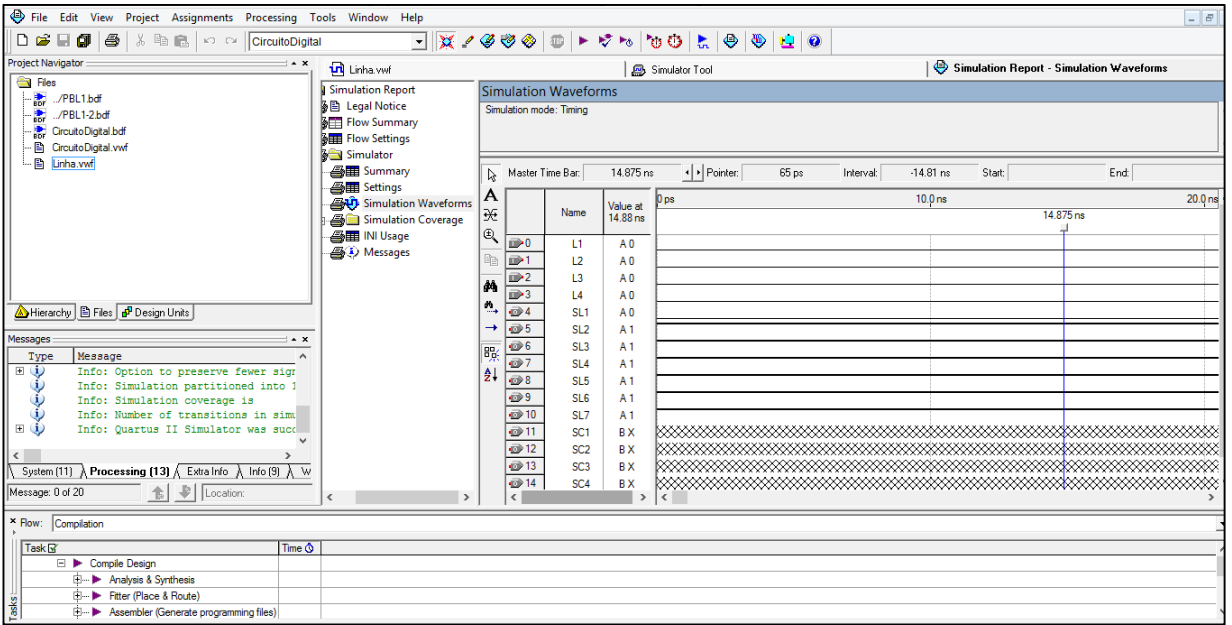 File Edit View Project Assignments Processing Tools Window Help
CircuitoDigital
Project Navigator
Files
../PBL1.bdf
../PBL1-2.bdf
CircuitoDigital.bdf
CircuitoDigital.vwf
Linha.vwf
Hierarchy Files Design Units
Messages
Type Message
Info: Option to preserve fewer sign
Info: Simulation partitioned into 1
Info: Simulation coverage is
Info: Number of transitions in simu
Info: Quartus II Simulator was succ
System (11) Processing (13) Extra Info Info (9) W
Message: 0 of 20 Location:
Linha.vwf Simulator Tool Simulation Report - Simulation Waveforms
Simulation Report
Legal Notice
Flow Summary
Flow Settings
Simulator
Summary
Settings
Simulation Waveforms
Simulation Coverage
INI Usage
Messages
Simulation Waveforms
Simulation mode: Timing
Master Time Bar: 14.875 ns Pointer: 65 ps Interval: -14.81 ns Start: End:
Name Value at 14.88 ns
0 ps 10.0 ns 20.0 ns
14.875 ns
0 L1 A 0
1 L2 A 0
2 L3 A 0
3 L4 A 0
4 SL1 A 0
5 SL2 A 1
6 SL3 A 1
7 SL4 A 1
8 SL5 A 1
9 SL6 A 1
10 SL7 A 1
11 SC1 B X
12 SC2 B X
13 SC3 B X
14 SC4 B X
Flow: Compilation
Tasks
Task Time
Compile Design
Analysis & Synthesis
Fitter (Place & Route)
Assembler (Generate programming files)